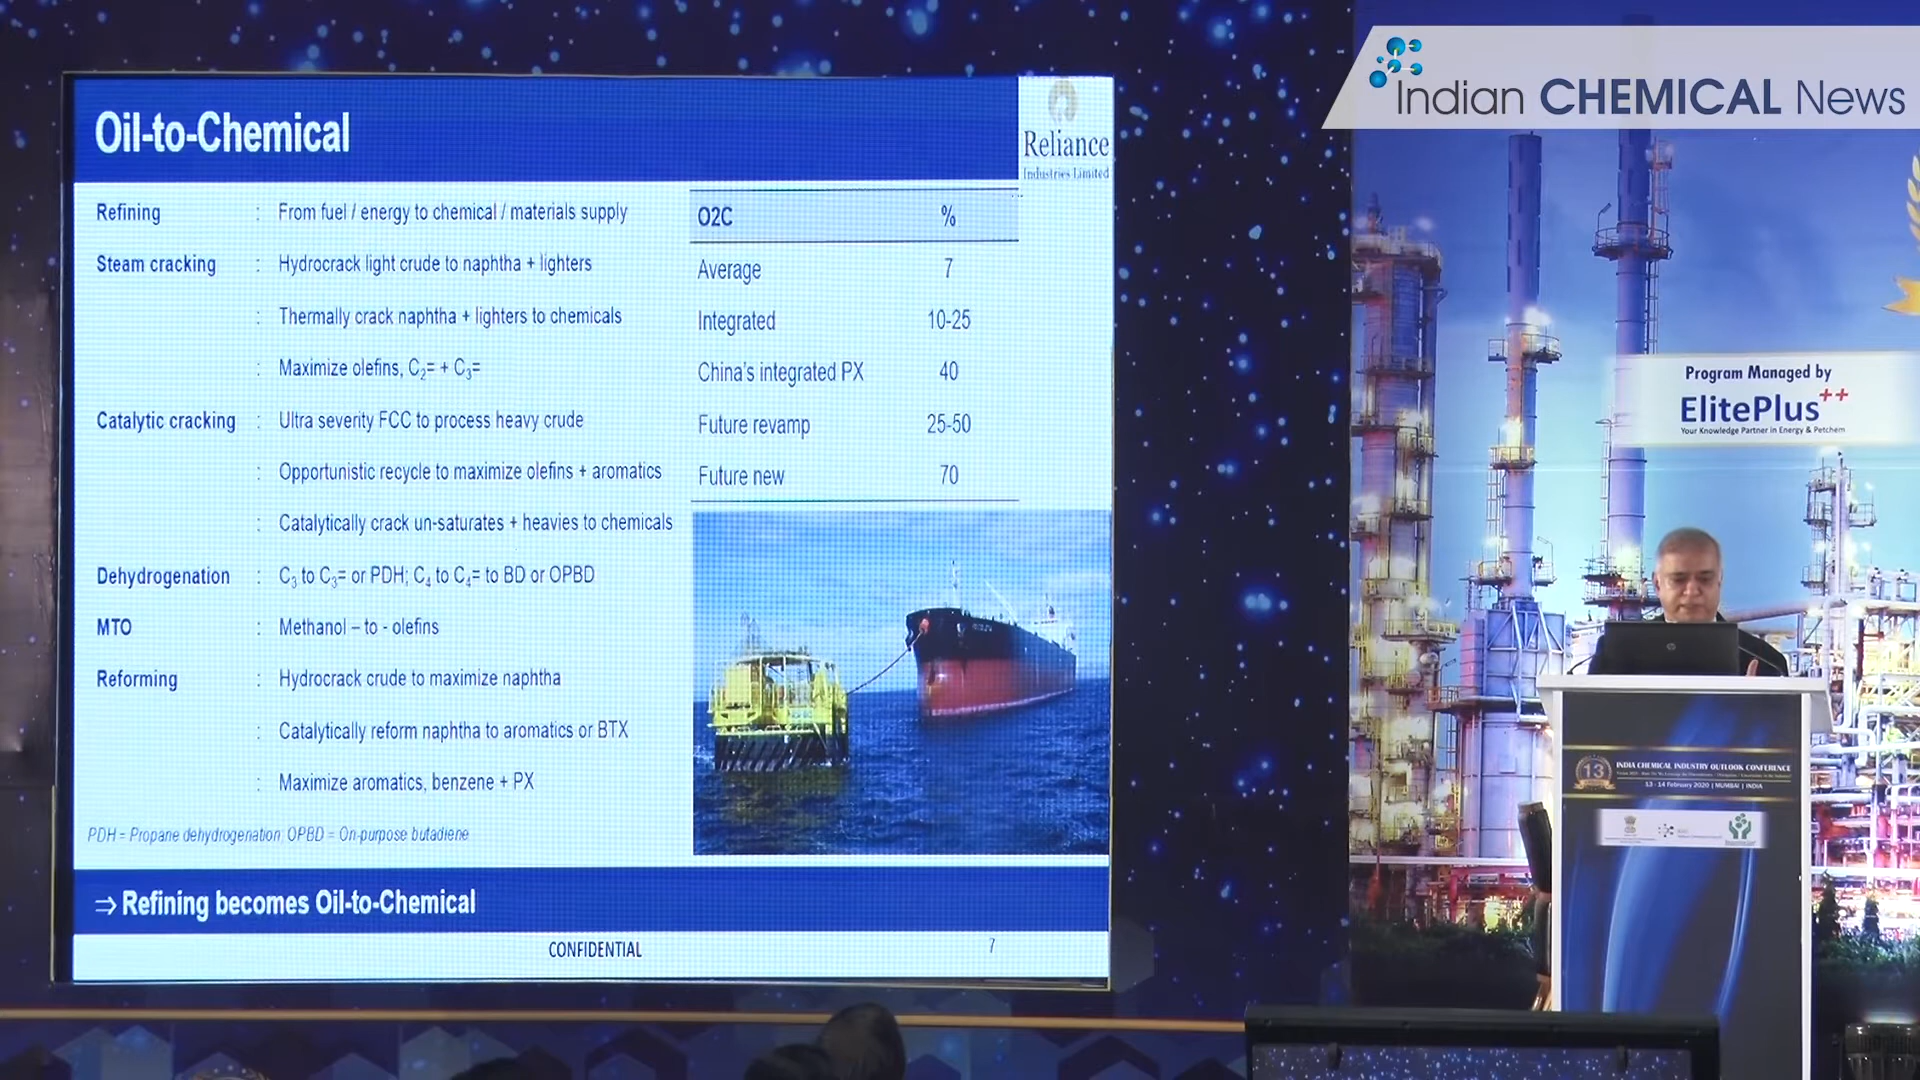 Indian CHEMICAL News
Oil-to-Chemical
Reliance
Industries Limited
Refining : From fuel / energy to chemical / materials supply
Steam cracking : Hydrocrack light crude to naphtha + lighters
: Thermally crack naphtha + lighters to chemicals
: Maximize olefins, C2= + C3=
Catalytic cracking : Ultra severity FCC to process heavy crude
: Opportunistic recycle to maximize olefins + aromatics
: Catalytically crack un-saturates + heavies to chemicals
Dehydrogenation : C3 to C3= or PDH; C4 to C4= to BD or OPBD
MTO : Methanol – to - olefins
Reforming : Hydrocrack crude to maximize naphtha
: Catalytically reform naphtha to aromatics or BTX
: Maximize aromatics, benzene + PX
PDH = Propane dehydrogenation; OPBD = On-purpose butadiene
O2C %
Average 7
Integrated 10-25
China's integrated PX 40
Future revamp 25-50
Future new 70
⇒ Refining becomes Oil-to-Chemical
CONFIDENTIAL 7
Program Managed by
ElitePlus++
Your Knowledge Partner in Energy & Petchem
hp
13
INDIA CHEMICAL INDUSTRY OUTLOOK CONFERENCE
13 - 14 February 2020 | MUMBAI | INDIA